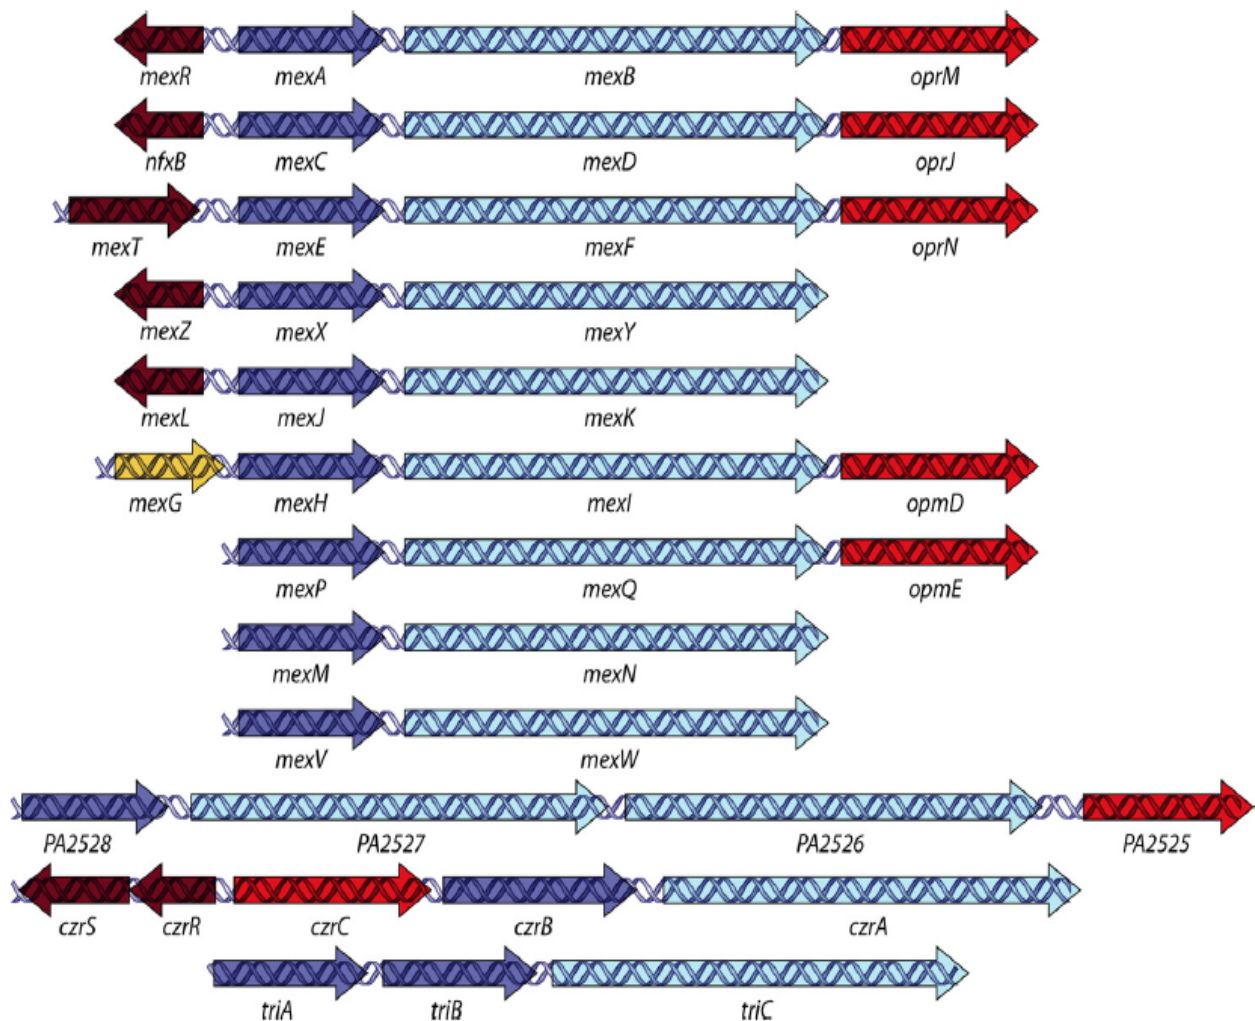 mexR mexA mexB oprM
nfxB mexC mexD oprJ
mexT mexE mexF oprN
mexZ mexX mexY
mexL mexJ mexK
mexG mexH mexI opmD
mexP mexQ opmE
mexM mexN
mexV mexW
PA2528 PA2527 PA2526 PA2525
czrS czrR czrC czrB czrA
triA triB triC